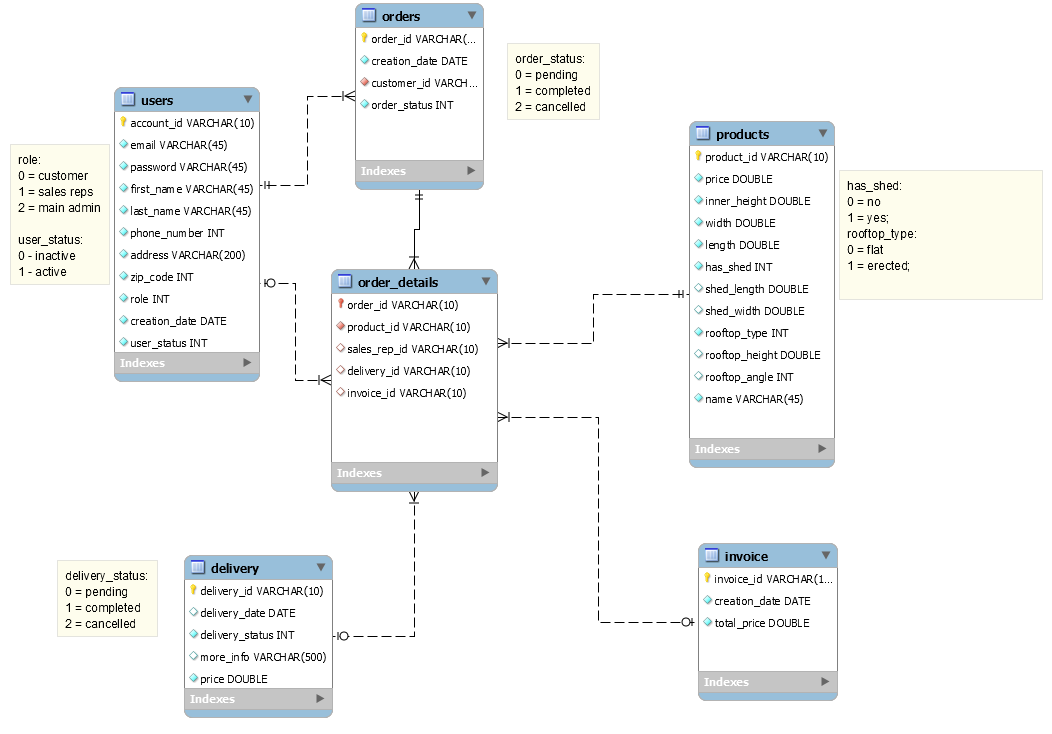 orders
order_id VARCHAR(...
creation_date DATE
customer_id VARCH...
order_status INT
Indexes
order_status:
0 = pending
1 = completed
2 = cancelled
users
account_id VARCHAR(10)
email VARCHAR(45)
password VARCHAR(45)
first_name VARCHAR(45)
last_name VARCHAR(45)
phone_number INT
address VARCHAR(200)
zip_code INT
role INT
creation_date DATE
user_status INT
Indexes
role:
0 = customer
1 = sales reps
2 = main admin
user_status:
0 - inactive
1 - active
products
product_id VARCHAR(10)
price DOUBLE
inner_height DOUBLE
width DOUBLE
length DOUBLE
has_shed INT
shed_length DOUBLE
shed_width DOUBLE
rooftop_type INT
rooftop_height DOUBLE
rooftop_angle INT
name VARCHAR(45)
Indexes
has_shed:
0 = no
1 = yes;
rooftop_type:
0 = flat
1 = erected;
order_details
order_id VARCHAR(10)
product_id VARCHAR(10)
sales_rep_id VARCHAR(10)
delivery_id VARCHAR(10)
invoice_id VARCHAR(10)
Indexes
delivery_status:
0 = pending
1 = completed
2 = cancelled
delivery
delivery_id VARCHAR(10)
delivery_date DATE
delivery_status INT
more_info VARCHAR(500)
price DOUBLE
Indexes
invoice
invoice_id VARCHAR(1...
creation_date DATE
total_price DOUBLE
Indexes